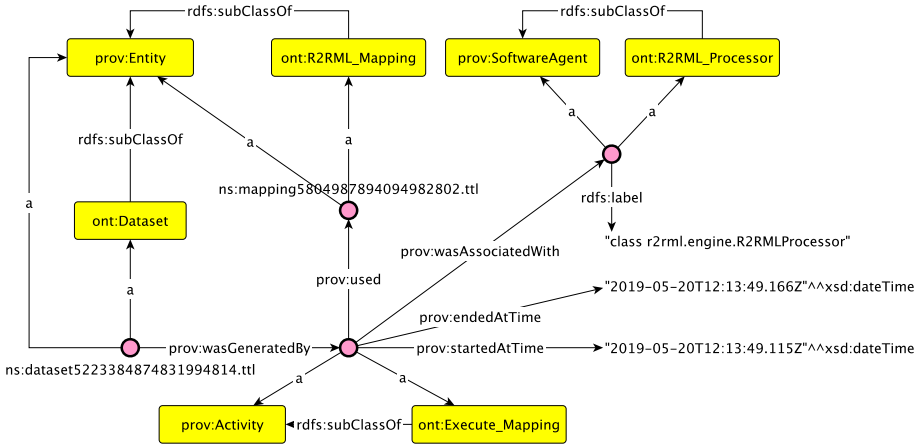 rdfs:subClassOf
rdfs:subClassOf
prov:Entity
ont:R2RML_Mapping
prov:SoftwareAgent
ont:R2RML_Processor
a
a
rdfs:subClassOf
a
a
ns:mapping5804987894094982802.ttl
rdfs:label
a
ont:Dataset
"class r2rml.engine.R2RMLProcessor"
prov:wasAssociatedWith
prov:used
"2019-05-20T12:13:49.166Z"^^xsd:dateTime
a
prov:endedAtTime
prov:wasGeneratedBy
prov:startedAtTime
"2019-05-20T12:13:49.115Z"^^xsd:dateTime
ns:dataset5223384874831994814.ttl
a
a
prov:Activity
rdfs:subClassOf
ont:Execute_Mapping